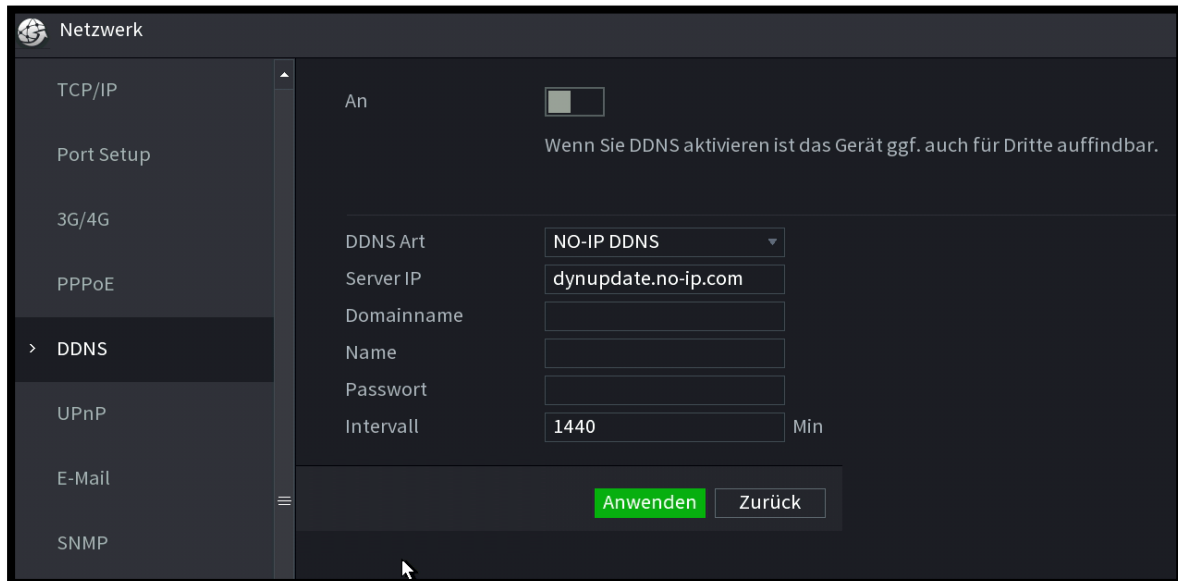 Netzwerk
TCP/IP
Port Setup
3G/4G
PPPoE
DDNS
UPnP
E-Mail
SNMP
An
Wenn Sie DDNS aktivieren ist das Gerät ggf. auch für Dritte auffindbar.
DDNS Art NO-IP DDNS
Server IP dynupdate.no-ip.com
Domainname
Name
Passwort
Intervall 1440 Min
Anwenden Zurück